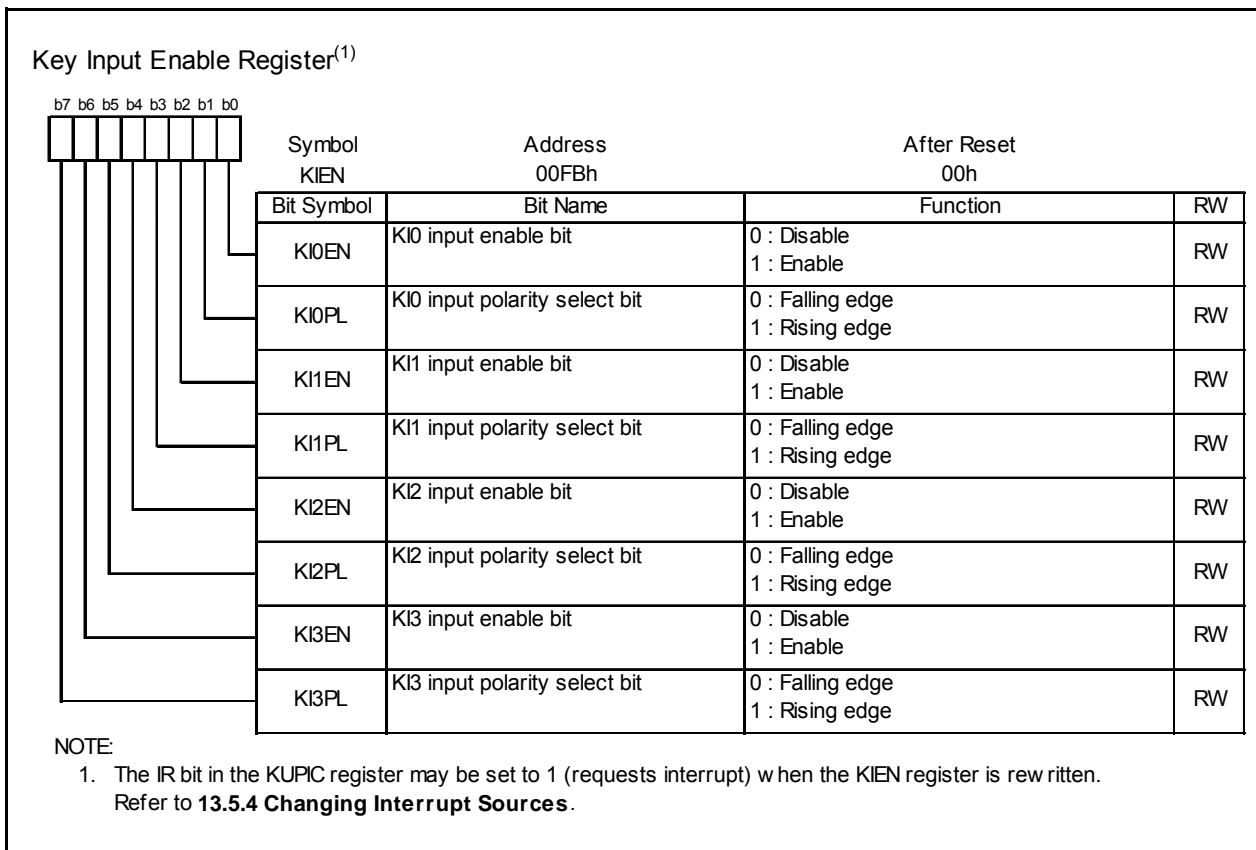 Key Input Enable Register(1)
b7 b6 b5 b4 b3 b2 b1 b0
Symbol Address After Reset
KIEN 00FBh 00h
Bit Symbol Bit Name Function RW
KI0EN KI0 input enable bit 0 : Disable RW
1 : Enable
KI0PL KI0 input polarity select bit 0 : Falling edge RW
1 : Rising edge
KI1EN KI1 input enable bit 0 : Disable RW
1 : Enable
KI1PL KI1 input polarity select bit 0 : Falling edge RW
1 : Rising edge
KI2EN KI2 input enable bit 0 : Disable RW
1 : Enable
KI2PL KI2 input polarity select bit 0 : Falling edge RW
1 : Rising edge
KI3EN KI3 input enable bit 0 : Disable RW
1 : Enable
KI3PL KI3 input polarity select bit 0 : Falling edge RW
1 : Rising edge
NOTE:
1. The IR bit in the KUPIC register may be set to 1 (requests interrupt) when the KIEN register is rewritten.
Refer to 13.5.4 Changing Interrupt Sources.